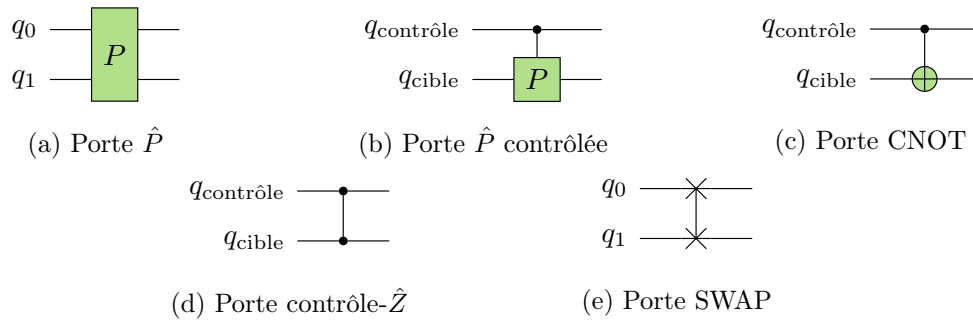 q0 q1 P
(a) Porte P̂
qcontrôle qcible P
(b) Porte P̂ contrôlée
qcontrôle qcible
(c) Porte CNOT
qcontrôle qcible
(d) Porte contrôle-Ẑ
q0 q1
(e) Porte SWAP